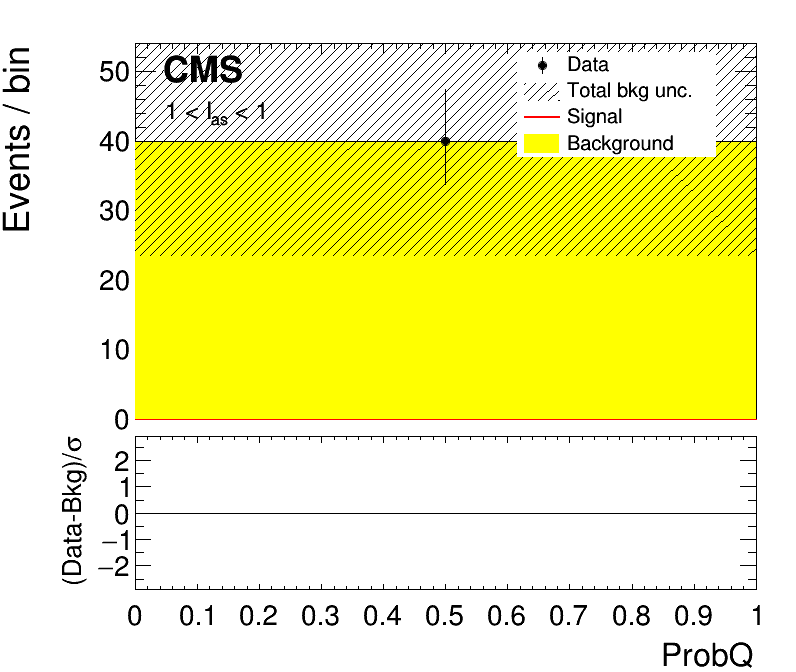 Events / bin
50
40
30
20
10
0
CMS
1 < I_as < 1
Data
Total bkg unc.
Signal
Background
(Data-Bkg)/σ
2
1
0
−1
−2
0 0.1 0.2 0.3 0.4 0.5 0.6 0.7 0.8 0.9 1
ProbQ